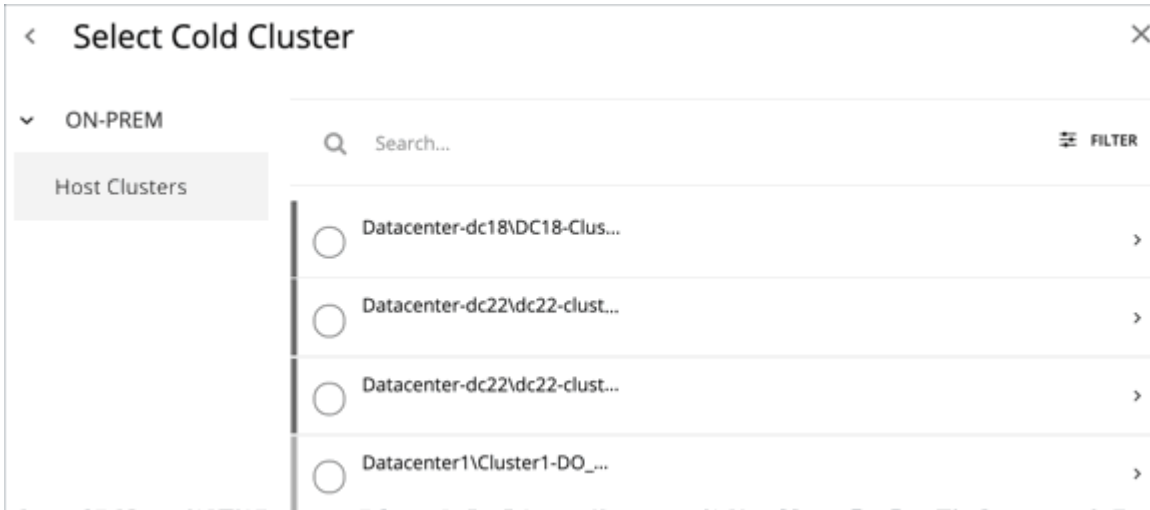 Select Cold Cluster
ON-PREM
Host Clusters
Search...
FILTER
Datacenter-dc18\DC18-Clus...
Datacenter-dc22\dc22-clust...
Datacenter-dc22\dc22-clust...
Datacenter1\Cluster1-DO_...